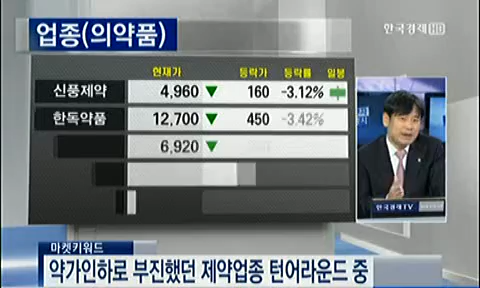 업종(의약품)
한국경제HD
현재가 등락가 등락률 일봉
신풍제약 4,960 ▼ 160 -3.12%
한독약품 12,700 ▼ 450 -3.42%
6,920 ▼
한국경제TV
마켓키워드
약가인하로 부진했던 제약업종 턴어라운드 중